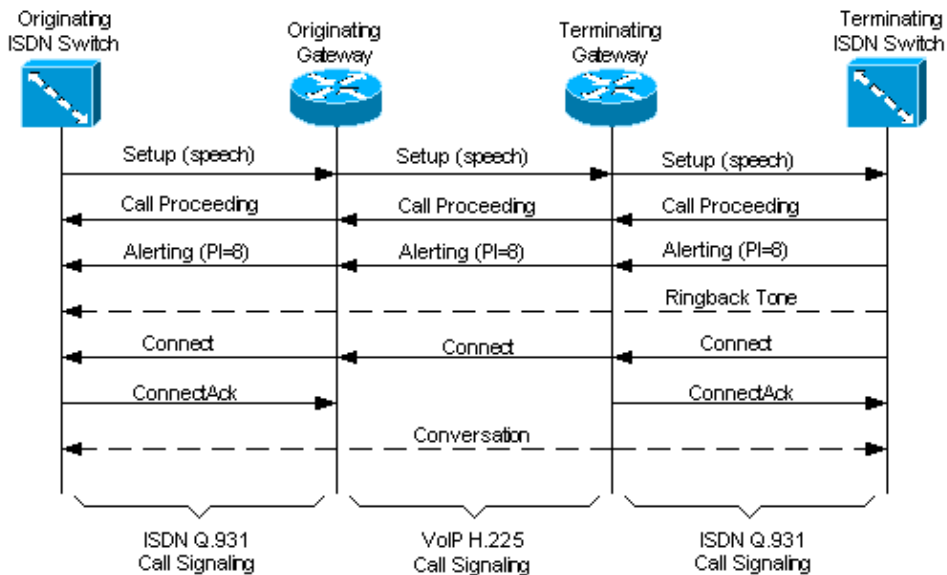 Originating
ISDN Switch
Originating
Gateway
Terminating
Gateway
Terminating
ISDN Switch
Setup (speech)
Setup (speech)
Setup (speech)
Call Proceeding
Call Proceeding
Call Proceeding
Alerting (PI=8)
Alerting (PI=8)
Alerting (PI=8)
Ringback Tone
Connect
Connect
Connect
ConnectAck
ConnectAck
Conversation
ISDN Q.931
Call Signaling
VoIP H.225
Call Signaling
ISDN Q.931
Call Signaling